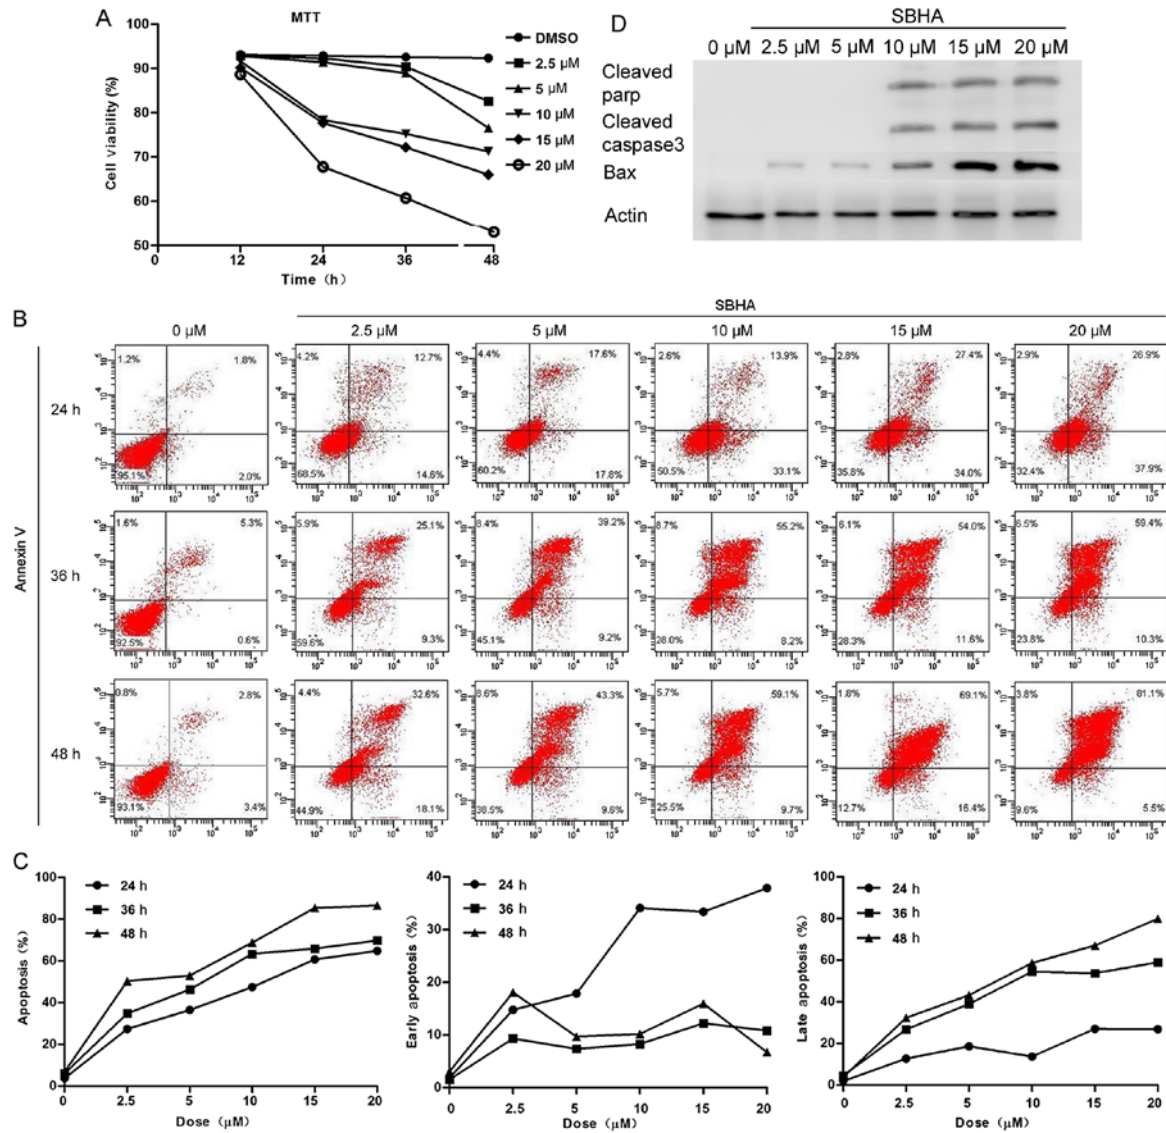 A
MTT
Cell viability (%)
100
90
80
70
60
50
0
12
24
36
48
Time (h)
DMSO
2.5 μM
5 μM
10 μM
15 μM
20 μM
D
SBHA
0 μM 2.5 μM 5 μM 10 μM 15 μM 20 μM
Cleaved
parp
Cleaved
caspase3
Bax
Actin
B
SBHA
0 μM 2.5 μM 5 μM 10 μM 15 μM 20 μM
Annexin V
24 h
1.2% 1.8% 4.2% 12.7% 4.4% 17.6% 2.6% 13.9% 2.8% 27.4% 2.9% 26.9%
95.1% 2.0% 68.5% 14.6% 60.2% 17.8% 50.5% 33.1% 35.8% 34.0% 32.4% 37.9%
36 h
1.6% 5.3% 5.9% 25.1% 8.4% 39.2% 8.7% 55.2% 6.1% 54.0% 6.5% 59.4%
92.5% 0.6% 59.6% 9.3% 45.1% 9.2% 28.0% 8.2% 28.3% 11.6% 23.8% 10.3%
48 h
0.8% 2.8% 4.4% 32.6% 8.6% 43.3% 5.7% 59.1% 1.8% 69.1% 3.8% 81.1%
93.1% 3.4% 44.9% 18.1% 38.5% 9.6% 25.5% 9.7% 12.7% 16.4% 9.6% 5.5%
C
Apoptosis (%)
100
80
60
40
20
0
24 h
36 h
48 h
0 2.5 5 10 15 20
Dose (μM)
Early apoptosis (%)
40
30
20
10
0
24 h
36 h
48 h
0 2.5 5 10 15 20
Dose (μM)
Late apoptosis (%)
100
80
60
40
20
0
24 h
36 h
48 h
0 2.5 5 10 15 20
Dose (μM)